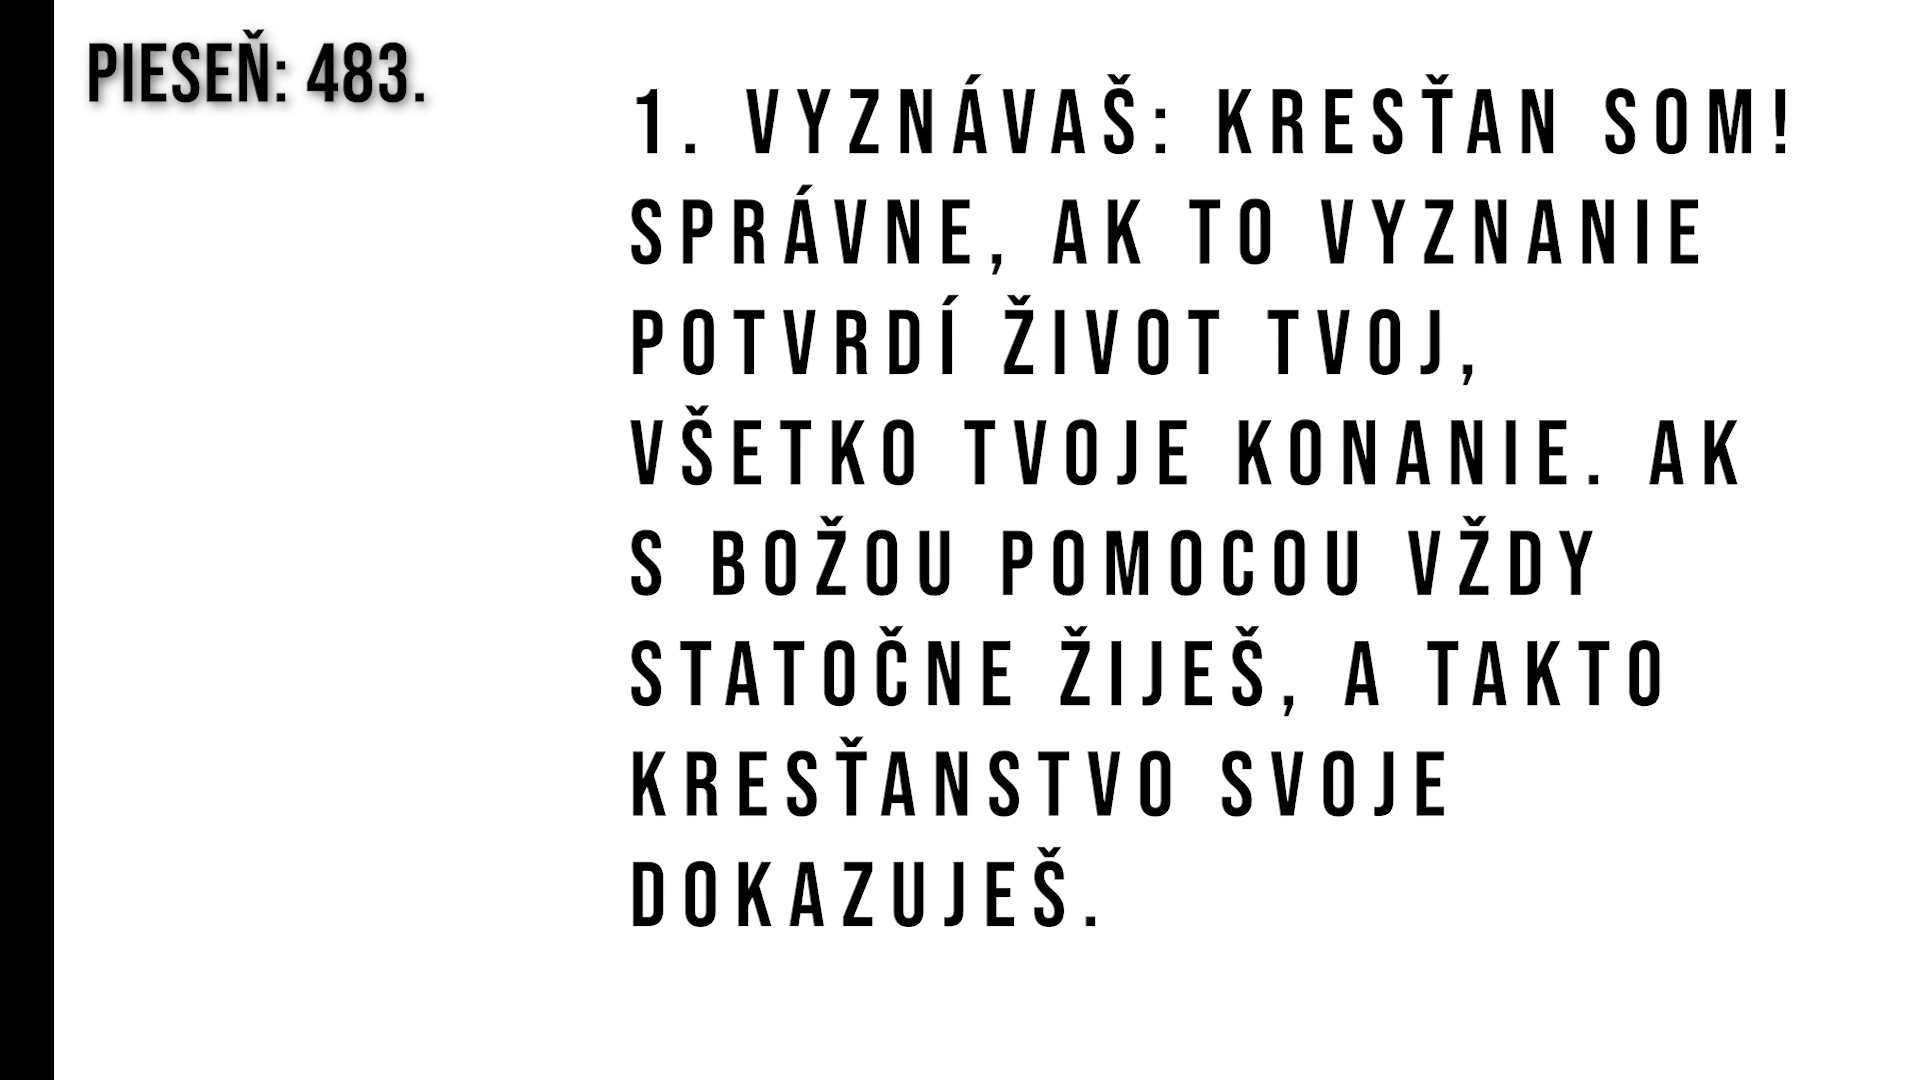 PIESEŇ: 483.
1. VYZNÁVAŠ: KRESŤAN SOM!
SPRÁVNE, AK TO VYZNANIE
POTVRDÍ ŽIVOT TVOJ,
VŠETKO TVOJE KONANIE. AK
S BOŽOU POMOCOU VŽDY
STATOČNE ŽIJEŠ, A TAKTO
KRESŤANSTVO SVOJE
DOKAZUJEŠ.